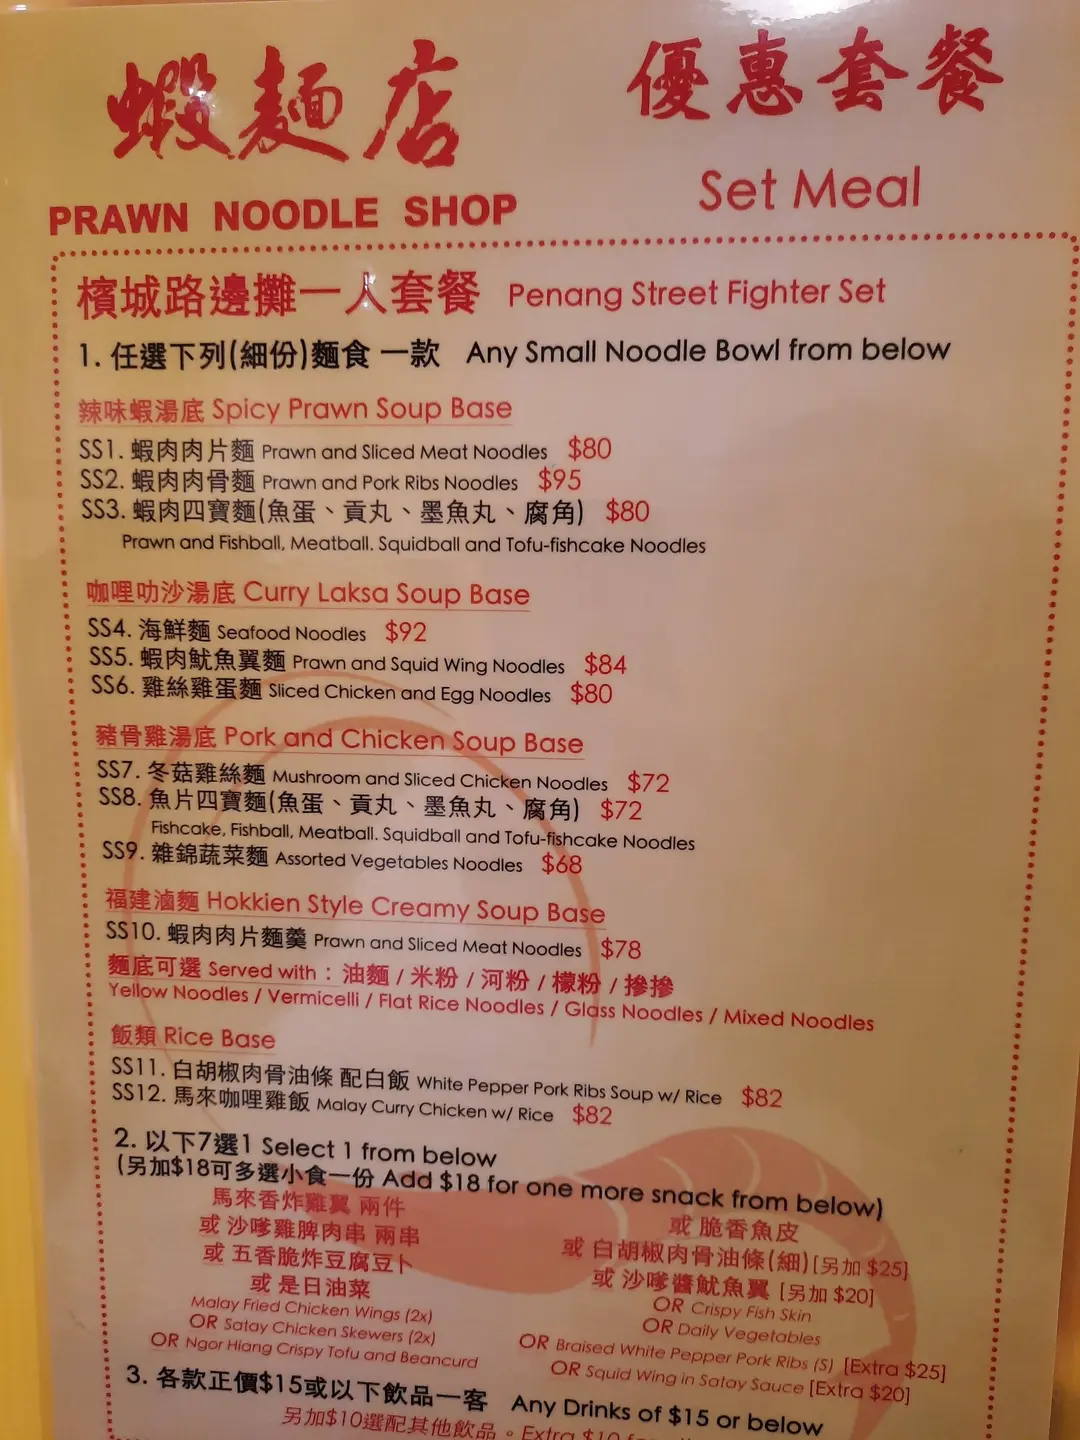 蝦麵店
PRAWN NOODLE SHOP
優惠套餐
Set Meal
檳城路邊攤一人套餐 Penang Street Fighter Set
1. 任選下列(細份)麵食 一款 Any Small Noodle Bowl from below
辣味蝦湯底 Spicy Prawn Soup Base
SS1. 蝦肉肉片麵 Prawn and Sliced Meat Noodles $80
SS2. 蝦肉肉骨麵 Prawn and Pork Ribs Noodles $95
SS3. 蝦肉四寶麵(魚蛋、貢丸、墨魚丸、腐角) $80
Prawn and Fishball, Meatball. Squidball and Tofu-fishcake Noodles
咖哩叻沙湯底 Curry Laksa Soup Base
SS4. 海鮮麵 Seafood Noodles $92
SS5. 蝦肉魷魚翼麵 Prawn and Squid Wing Noodles $84
SS6. 雞絲雞蛋麵 Sliced Chicken and Egg Noodles $80
豬骨雞湯底 Pork and Chicken Soup Base
SS7. 冬菇雞絲麵 Mushroom and Sliced Chicken Noodles $72
SS8. 魚片四寶麵(魚蛋、貢丸、墨魚丸、腐角) $72
Fishcake, Fishball, Meatball. Squidball and Tofu-fishcake Noodles
SS9. 雜錦蔬菜麵 Assorted Vegetables Noodles $68
福建滷麵 Hokkien Style Creamy Soup Base
SS10. 蝦肉肉片麵羹 Prawn and Sliced Meat Noodles $78
麵底可選 Served with : 油麵 / 米粉 / 河粉 / 檬粉 / 摻摻
Yellow Noodles / Vermicelli / Flat Rice Noodles / Glass Noodles / Mixed Noodles
飯類 Rice Base
SS11. 白胡椒肉骨油條 配白飯 White Pepper Pork Ribs Soup w/ Rice $82
SS12. 馬來咖哩雞飯 Malay Curry Chicken w/ Rice $82
2. 以下7選1 Select 1 from below
(另加$18可多選小食一份 Add $18 for one more snack from below)
馬來香炸雞翼 兩件
或 沙嗲雞脾肉串 兩串
或 五香脆炸豆腐豆卜
或 是日油菜
Malay Fried Chicken Wings (2x)
OR Satay Chicken Skewers (2x)
OR Ngor Hiang Crispy Tofu and Beancurd
或 脆香魚皮
或 白胡椒肉骨油條(細)[另加 $25]
或 沙嗲醬魷魚翼 [另加 $20]
OR Crispy Fish Skin
OR Daily Vegetables
OR Braised White Pepper Pork Ribs (S) [Extra $25]
OR Squid Wing in Satay Sauce [Extra $20]
3. 各款正價$15或以下飲品一客 Any Drinks of $15 or below
另加$10選配其他飲品。Extra $10